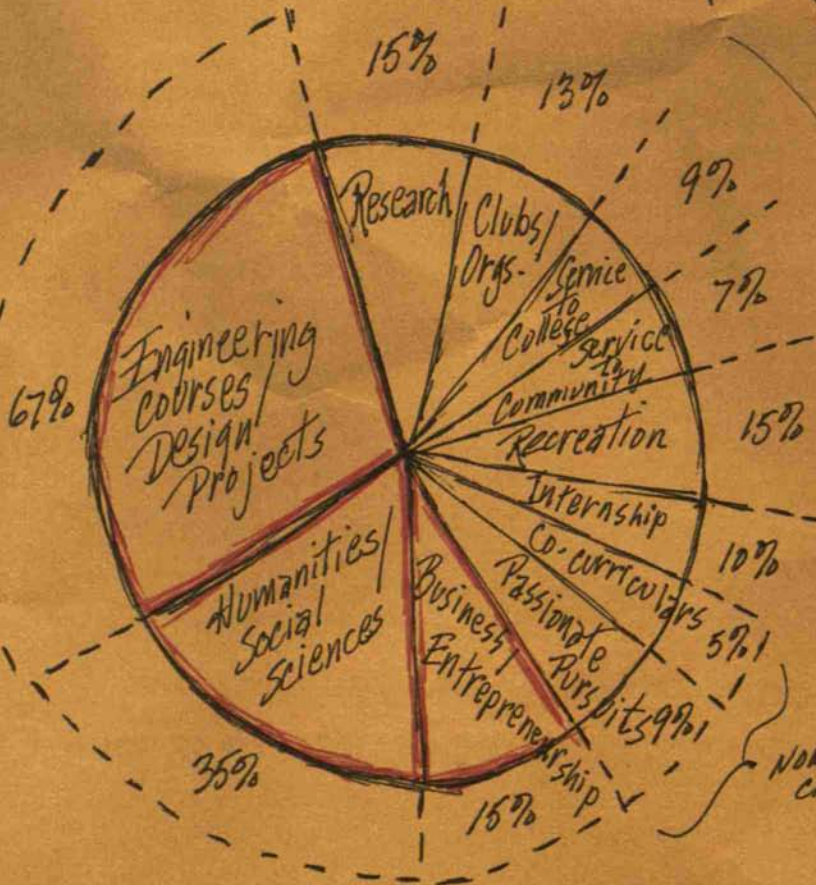 15%
13%
9%
7%
15%
10%
5%
9%
15%
35%
67%
Research
Clubs/
Orgs.
Service
to
College
Service
to
Community
Recreation
Internship
Co-curriculars
Passionate
Pursuits
Business/
Entrepreneurship
Humanities/
Social
Sciences
Engineering
courses/
Design
Projects